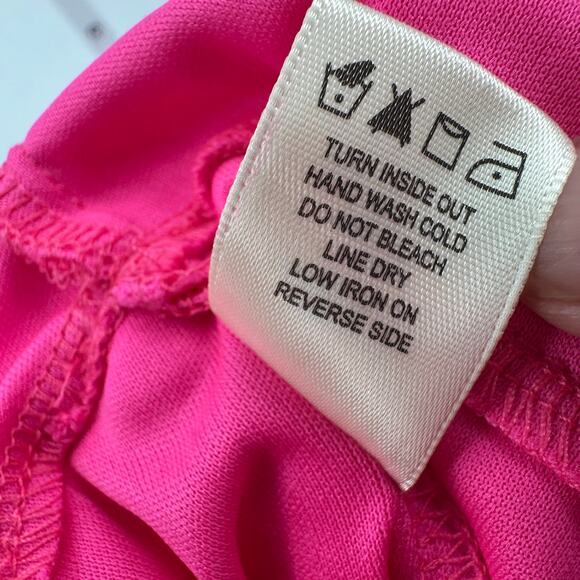 TURN INSIDE OUT
HAND WASH COLD
DO NOT BLEACH
LINE DRY
LOW IRON ON
REVERSE SIDE